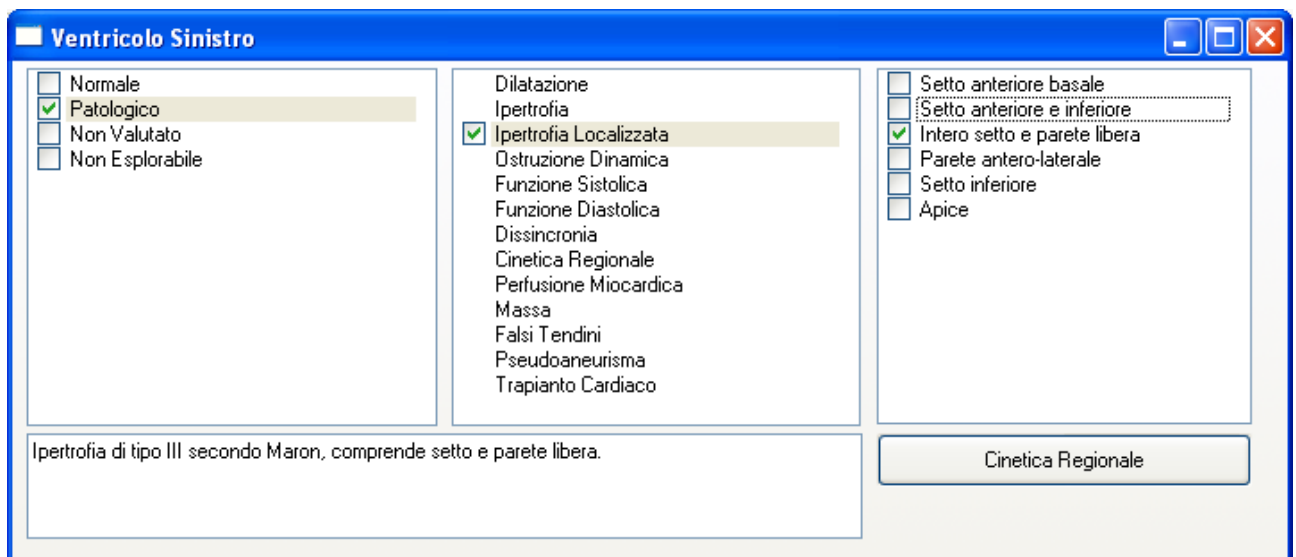 Ventricolo Sinistro
Normale
Patologico
Non Valutato
Non Esplorabile
Dilatazione
Ipertrofia
Ipertrofia Localizzata
Ostruzione Dinamica
Funzione Sistolica
Funzione Diastolica
Dissincronia
Cinetica Regionale
Perfusione Miocardica
Massa
Falsi Tendini
Pseudoaneurisma
Trapianto Cardiaco
Setto anteriore basale
Setto anteriore e inferiore
Intero setto e parete libera
Parete antero-laterale
Setto inferiore
Apice
Ipertrofia di tipo III secondo Maron, comprende setto e parete libera.
Cinetica Regionale